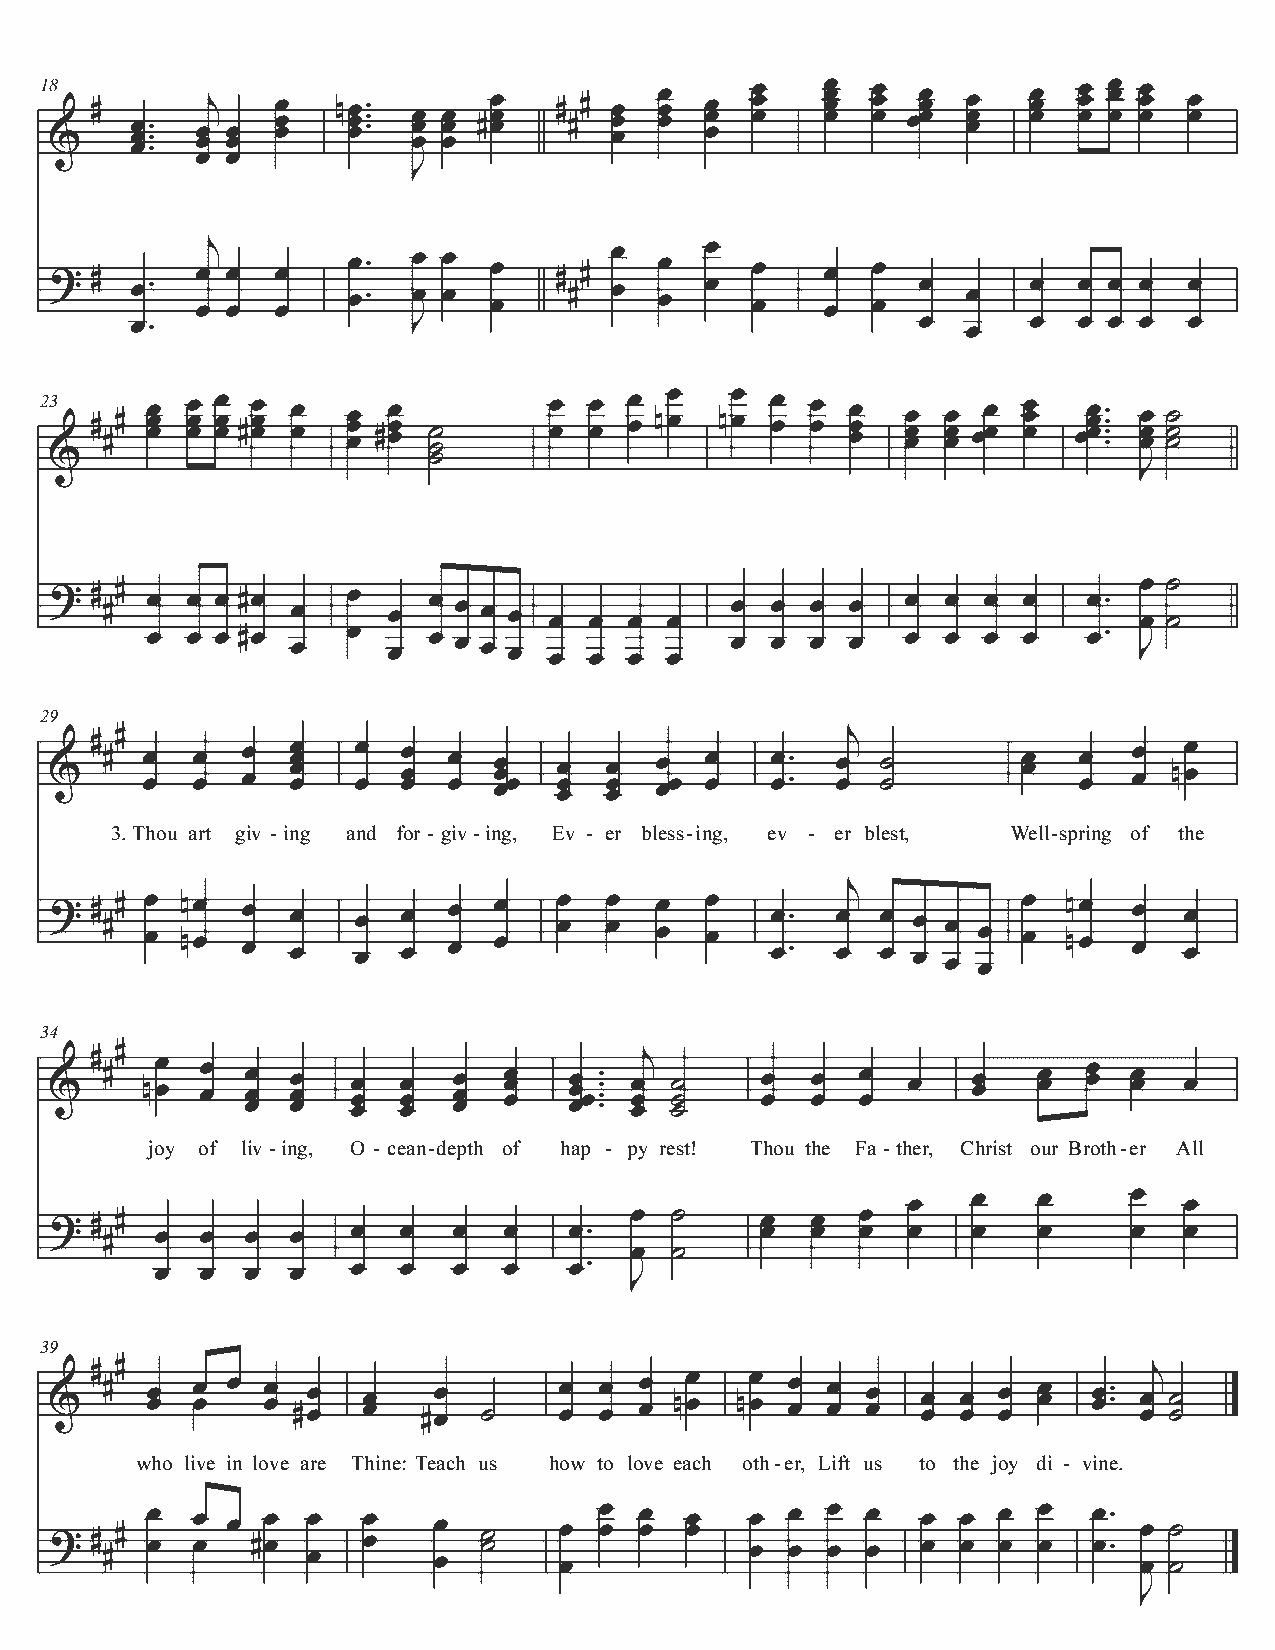 18
23
29
3. Thou art giv - ing and for - giv - ing, Ev - er bless - ing, ev - er blest, Well-spring of the
34
joy of liv - ing, O - cean-depth of hap - py rest! Thou the Fa - ther, Christ our Broth - er All
39
who live in love are Thine: Teach us how to love each oth - er, Lift us to the joy di - vine.